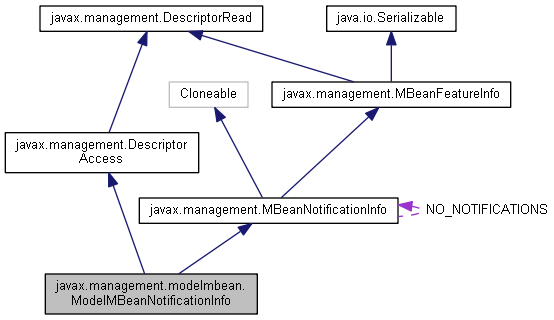 javax.management.DescriptorRead
java.io.Serializable
Cloneable
javax.management.MBeanFeatureInfo
javax.management.Descriptor
Access
javax.management.MBeanNotificationInfo
NO_NOTIFICATIONS
javax.management.modelmbean.
ModelMBeanNotificationInfo